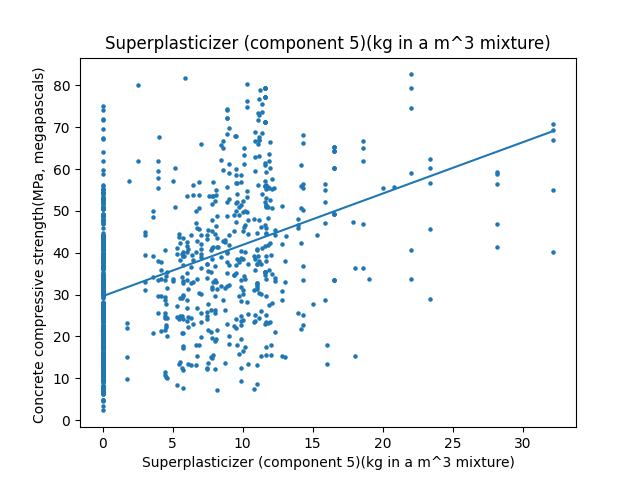 Superplasticizer (component 5)(kg in a m^3 mixture)
Concrete compressive strength(MPa, megapascals)
80
70
60
50
40
30
20
10
0
0 5 10 15 20 25 30
Superplasticizer (component 5)(kg in a m^3 mixture)